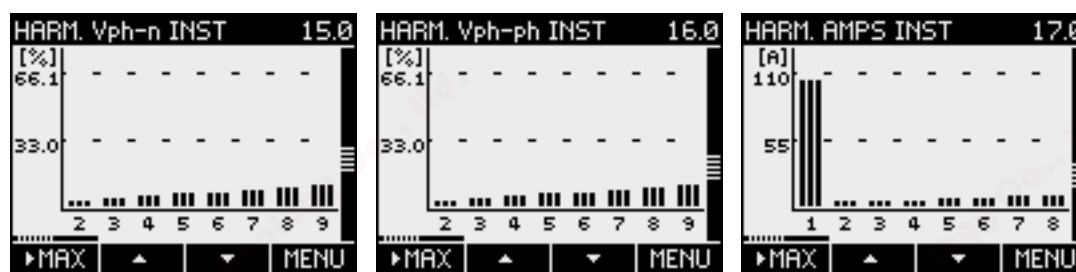 HARM. Vph-n INST 15.0
[%]
66.1
33.0
2 3 4 5 6 7 8 9
▶MAX ▲ ▼ MENU
HARM. Vph-ph INST 16.0
[%]
66.1
33.0
2 3 4 5 6 7 8 9
▶MAX ▲ ▼ MENU
HARM. AMPS INST 17.0
[A]
110
55
1 2 3 4 5 6 7 8
▶MAX ▲ ▼ MENU